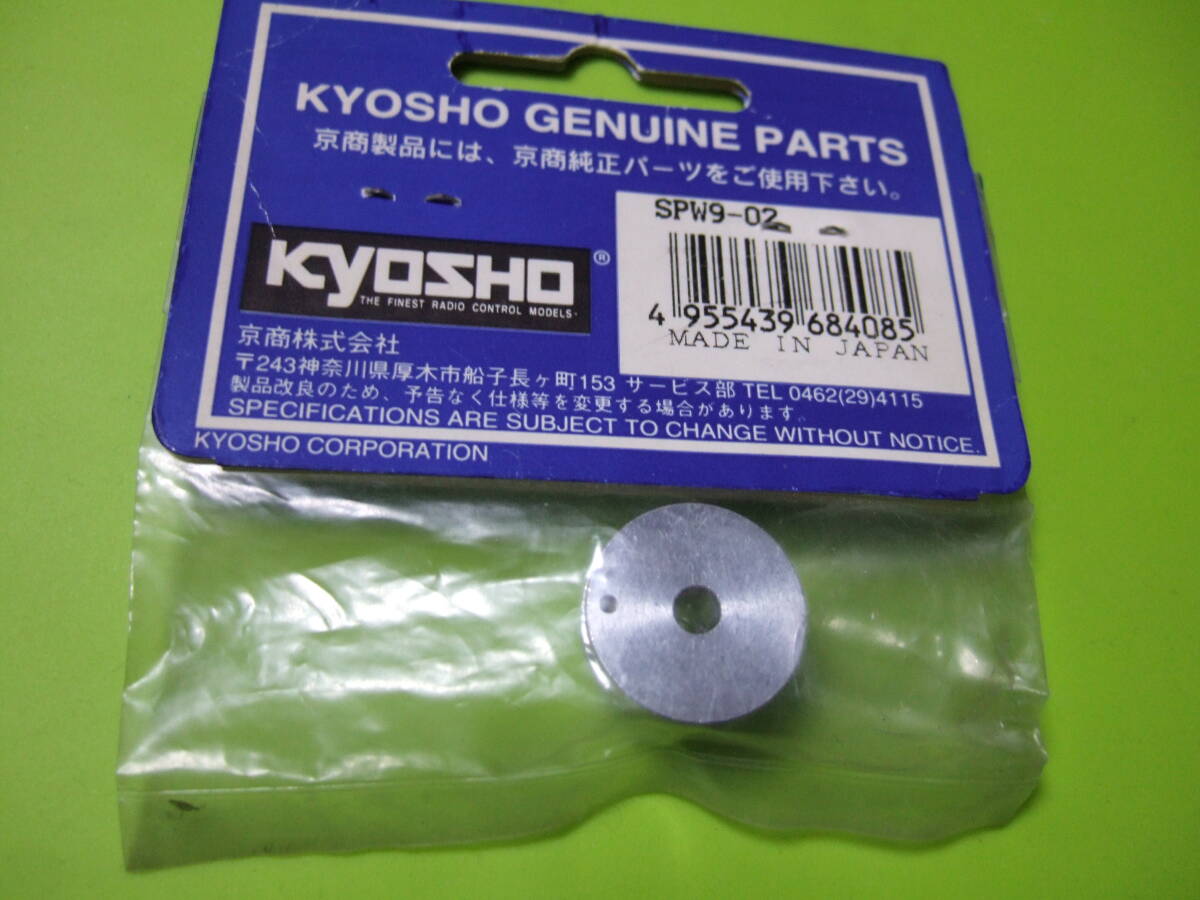 KYOSHO GENUINE PARTS
京商製品には、京商純正パーツをご使用下さい。
SPW9-02
KYOSHO ®
THE FINEST RADIO CONTROL MODELS.
4 955439 684085
MADE IN JAPAN
京商株式会社
〒243神奈川県厚木市船子長ヶ町153 サービス部 TEL 0462(29)4115
製品改良のため、予告なく仕様等を変更する場合があります。
SPECIFICATIONS ARE SUBJECT TO CHANGE WITHOUT NOTICE.
KYOSHO CORPORATION